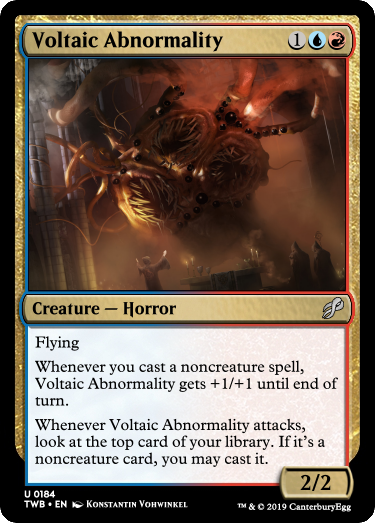 Voltaic Abnormality 1
Creature — Horror
Flying
Whenever you cast a noncreature spell,
Voltaic Abnormality gets +1/+1 until end of
turn.
Whenever Voltaic Abnormality attacks,
look at the top card of your library. If it's a
noncreature card, you may cast it.
2/2
U 0184
TWB • EN Konstantin Vohwinkel
™ & © 2019 CanterburyEgg